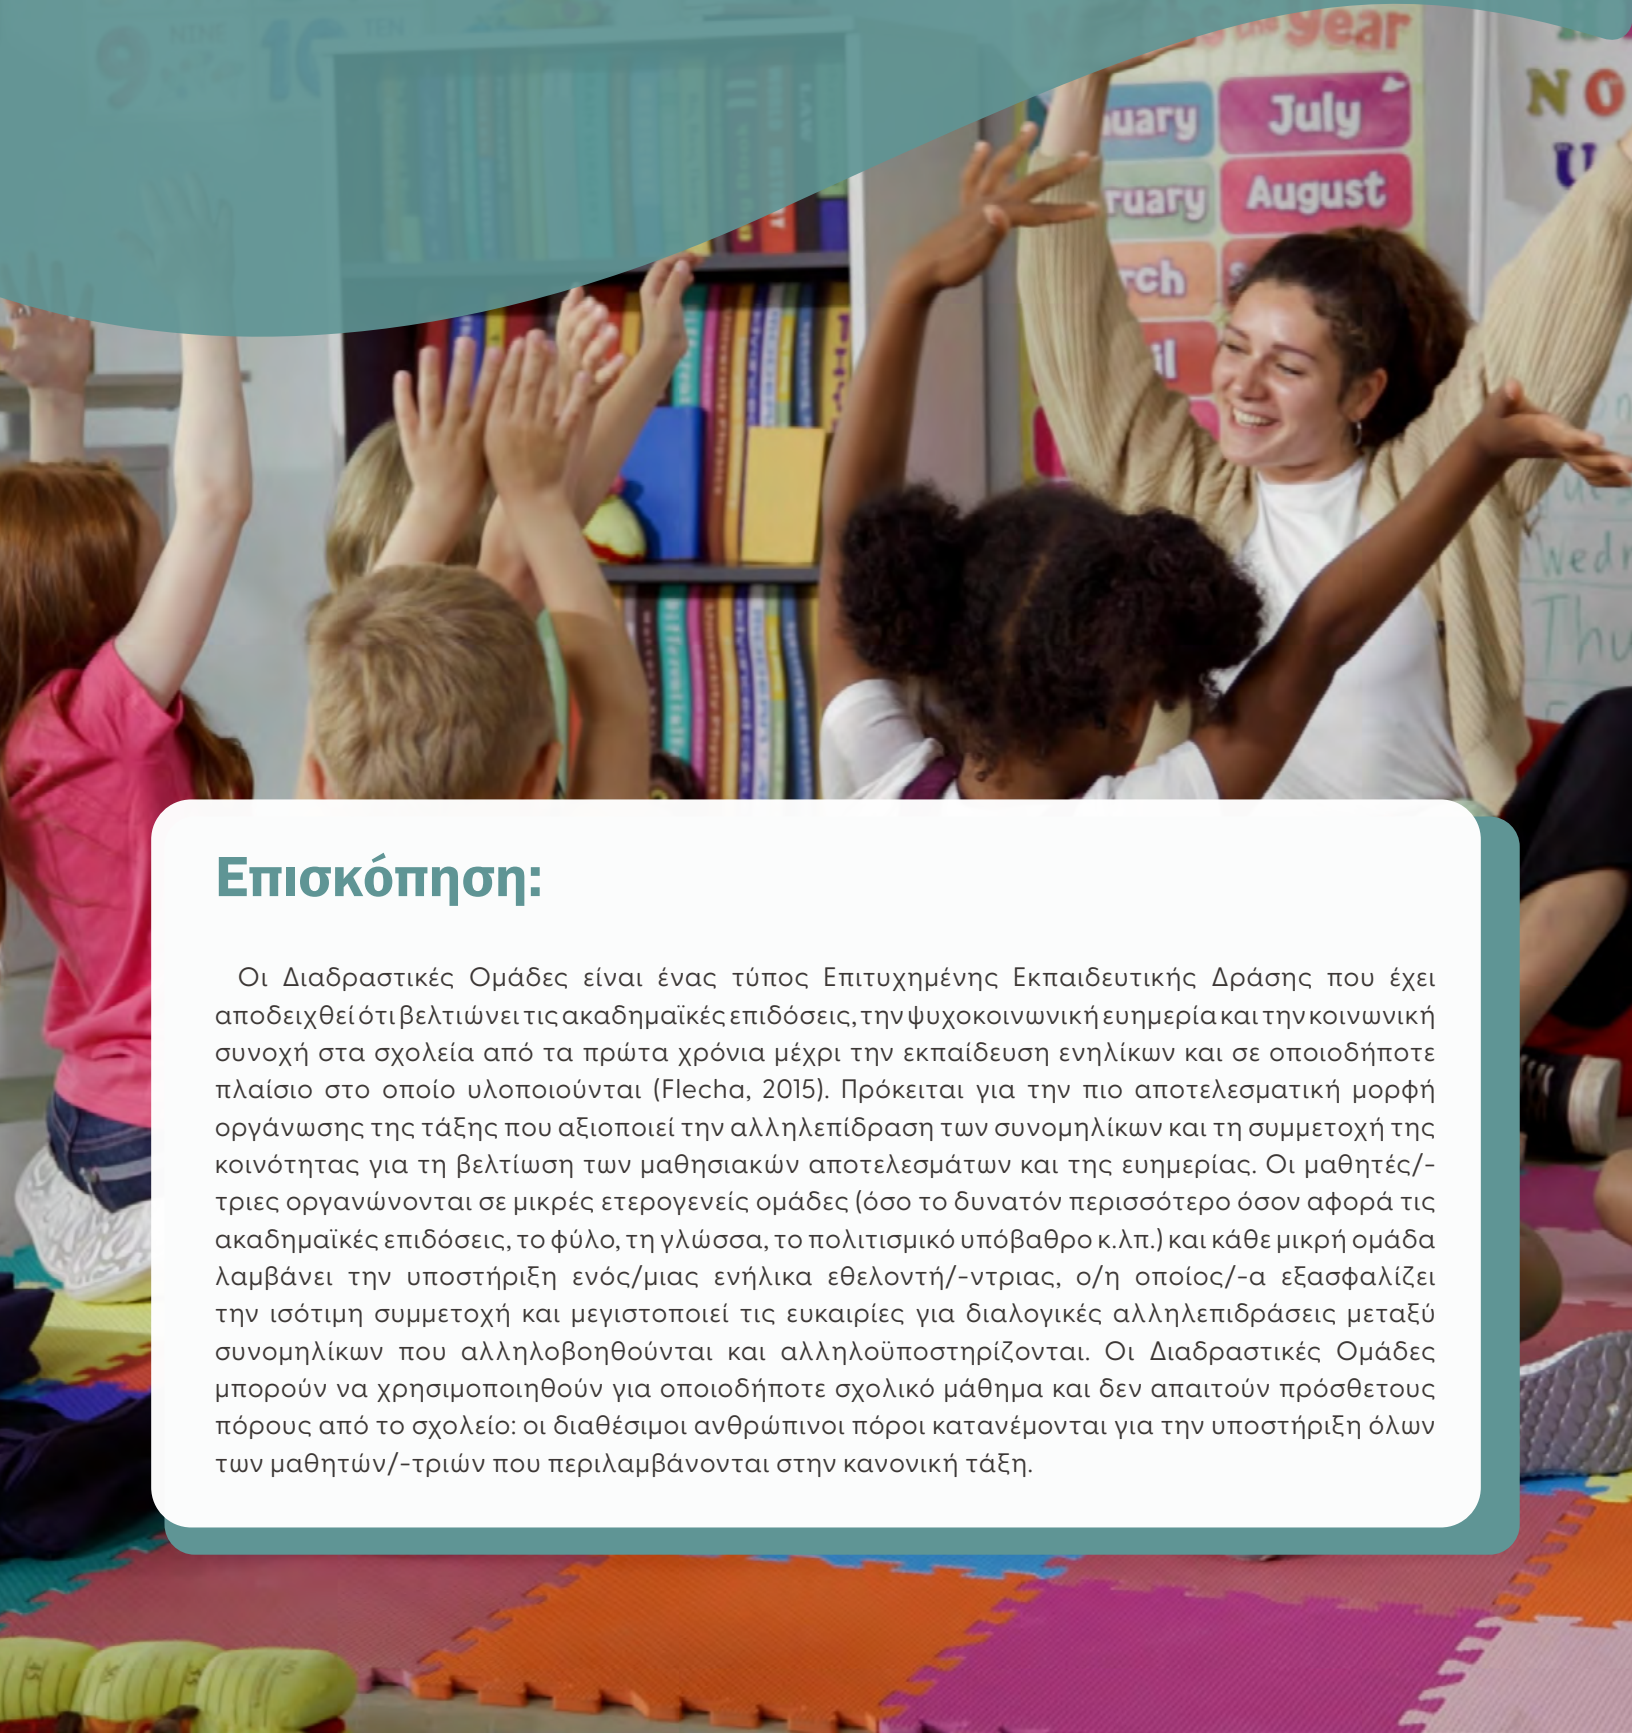 NINE
TEN
9
10
the year
July
August
N O
U
Wed
Thu
Επισκόπηση:
Οι Διαδραστικές Ομάδες είναι ένας τύπος Επιτυχημένης Εκπαιδευτικής Δράσης που έχει
αποδειχθεί ότι βελτιώνει τις ακαδημαϊκές επιδόσεις, την ψυχοκοινωνική ευημερία και την κοινωνική
συνοχή στα σχολεία από τα πρώτα χρόνια μέχρι την εκπαίδευση ενηλίκων και σε οποιοδήποτε
πλαίσιο στο οποίο υλοποιούνται (Flecha, 2015). Πρόκειται για την πιο αποτελεσματική μορφή
οργάνωσης της τάξης που αξιοποιεί την αλληλεπίδραση των συνομηλίκων και τη συμμετοχή της
κοινότητας για τη βελτίωση των μαθησιακών αποτελεσμάτων και της ευημερίας. Οι μαθητές/-
τριες οργανώνονται σε μικρές ετερογενείς ομάδες (όσο το δυνατόν περισσότερο όσον αφορά τις
ακαδημαϊκές επιδόσεις, το φύλο, τη γλώσσα, το πολιτισμικό υπόβαθρο κ.λπ.) και κάθε μικρή ομάδα
λαμβάνει την υποστήριξη ενός/μιας ενήλικα εθελοντή/-ντριας, ο/η οποίος/-α εξασφαλίζει
την ισότιμη συμμετοχή και μεγιστοποιεί τις ευκαιρίες για διαλογικές αλληλεπιδράσεις μεταξύ
συνομηλίκων που αλληλοβοηθούνται και αλληλοϋποστηρίζονται. Οι Διαδραστικές Ομάδες
μπορούν να χρησιμοποιηθούν για οποιοδήποτε σχολικό μάθημα και δεν απαιτούν πρόσθετους
πόρους από το σχολείο: οι διαθέσιμοι ανθρώπινοι πόροι κατανέμονται για την υποστήριξη όλων
των μαθητών/-τριών που περιλαμβάνονται στην κανονική τάξη.